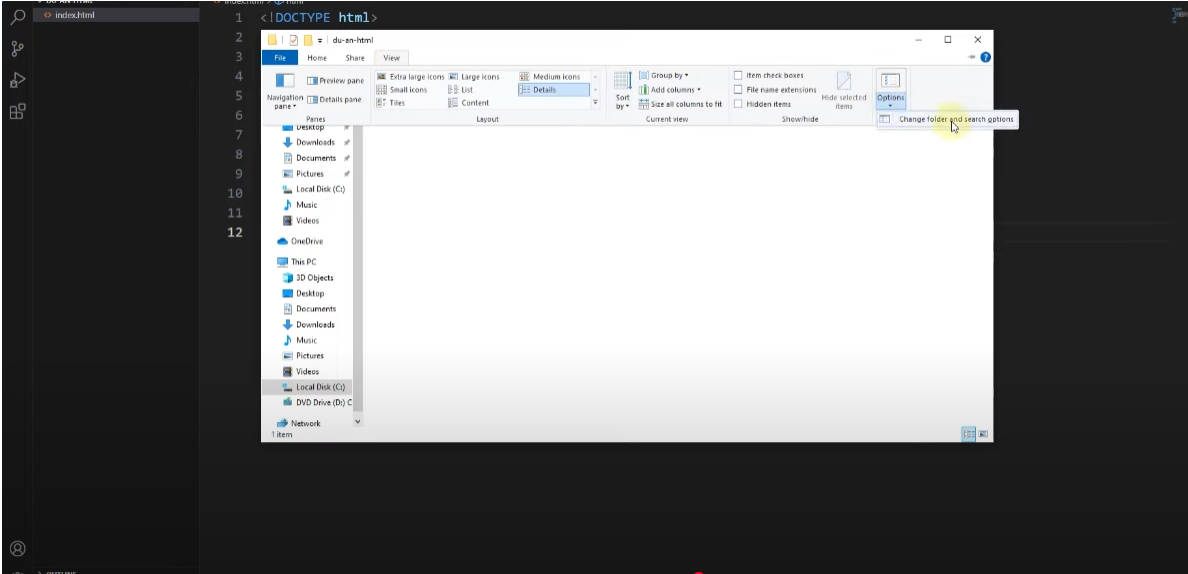 index.html
1 <!DOCTYPE html>
2
3
4
5
6
7
8
9
10
11
12
du-an-html
File Home Share View
Navigation pane
Preview pane
Details pane
Panes
Extra large icons Large icons Medium icons
Small icons List Details
Tiles Content
Layout
Sort by
Group by
Add columns
Size all columns to fit
Current view
Item check boxes
File name extensions
Hidden items
Hide selected items
Show/hide
Options
Change folder and search options
Desktop
Downloads
Documents
Pictures
Local Disk (C:)
Music
Videos
OneDrive
This PC
3D Objects
Desktop
Documents
Downloads
Music
Pictures
Videos
Local Disk (C:)
DVD Drive (D:) C
Network
1 item